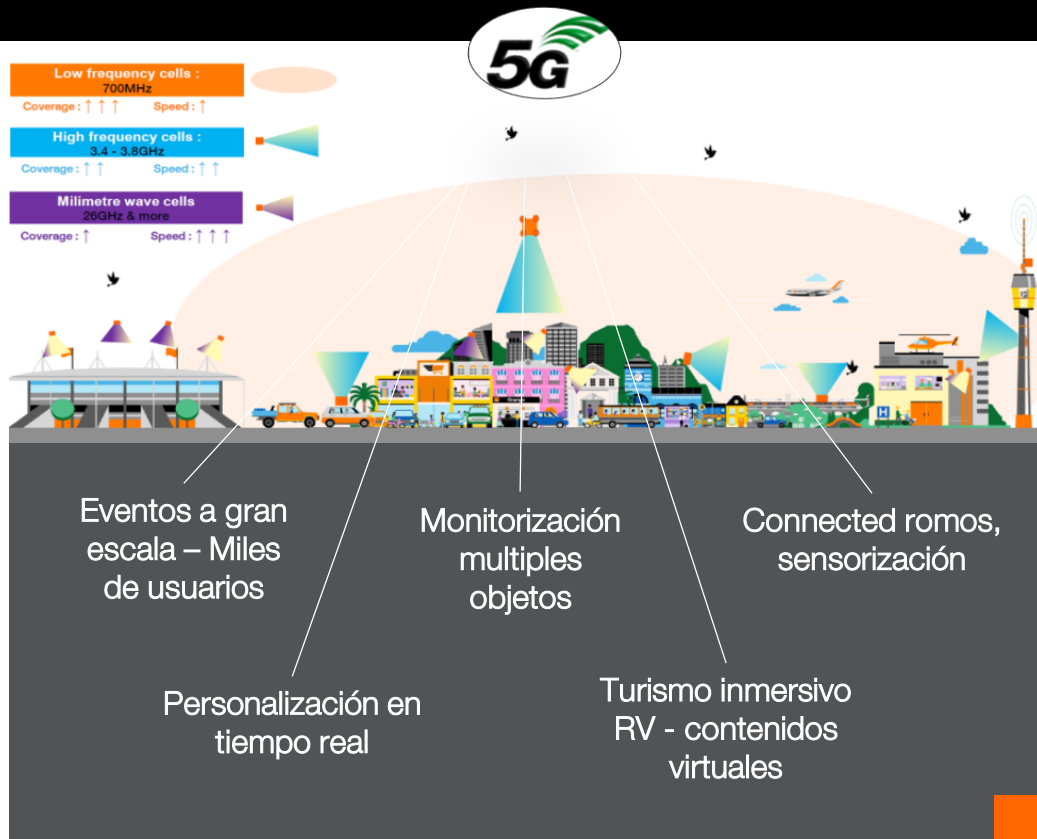 5G
Low frequency cells :
700MHz
Coverage : ↑ ↑ ↑ Speed : ↑
High frequency cells :
3,4 - 3.8GHz
Coverage : ↑ ↑ Speed : ↑ ↑
Milimetre wave cells
26GHz & more
Coverage : ↑ Speed : ↑ ↑ ↑
H
Eventos a gran
escala – Miles
de usuarios
Monitorización
multiples
objetos
Connected romos,
sensorización
Personalización en
tiempo real
Turismo inmersivo
RV - contenidos
virtuales